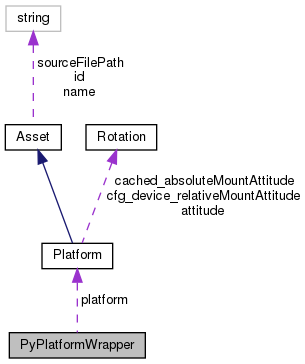 string
sourceFilePath
id
name
Asset
Rotation
cached_absoluteMountAttitude
cfg_device_relativeMountAttitude
attitude
Platform
platform
PyPlatformWrapper